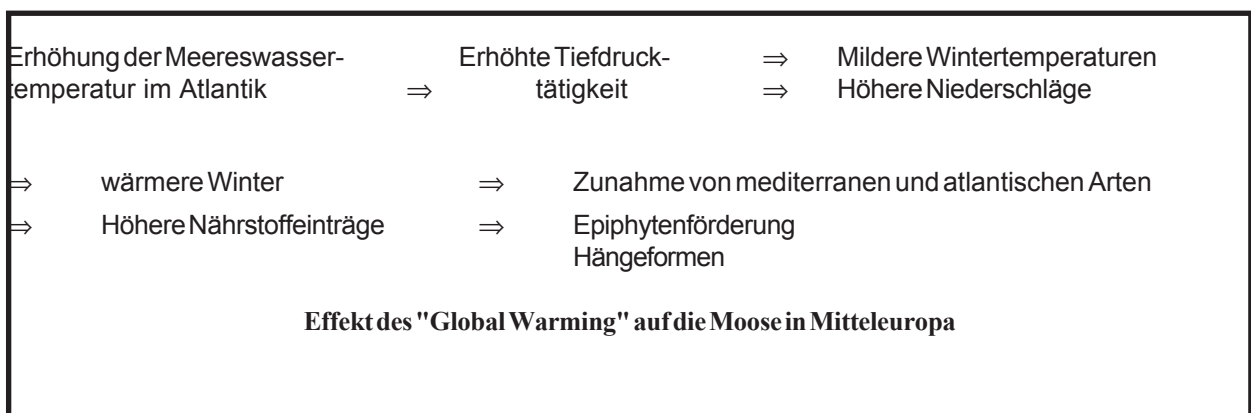 Erhöhung der Meereswasser- Erhöhte Tiefdruck- ⇒ Mildere Wintertemperaturen
temperatur im Atlantik ⇒ tätigkeit ⇒ Höhere Niederschläge
⇒ wärmere Winter ⇒ Zunahme von mediterranen und atlantischen Arten
⇒ Höhere Nährstoffeinträge ⇒ Epiphytenförderung
Hängeformen
Effekt des "Global Warming" auf die Moose in Mitteleuropa